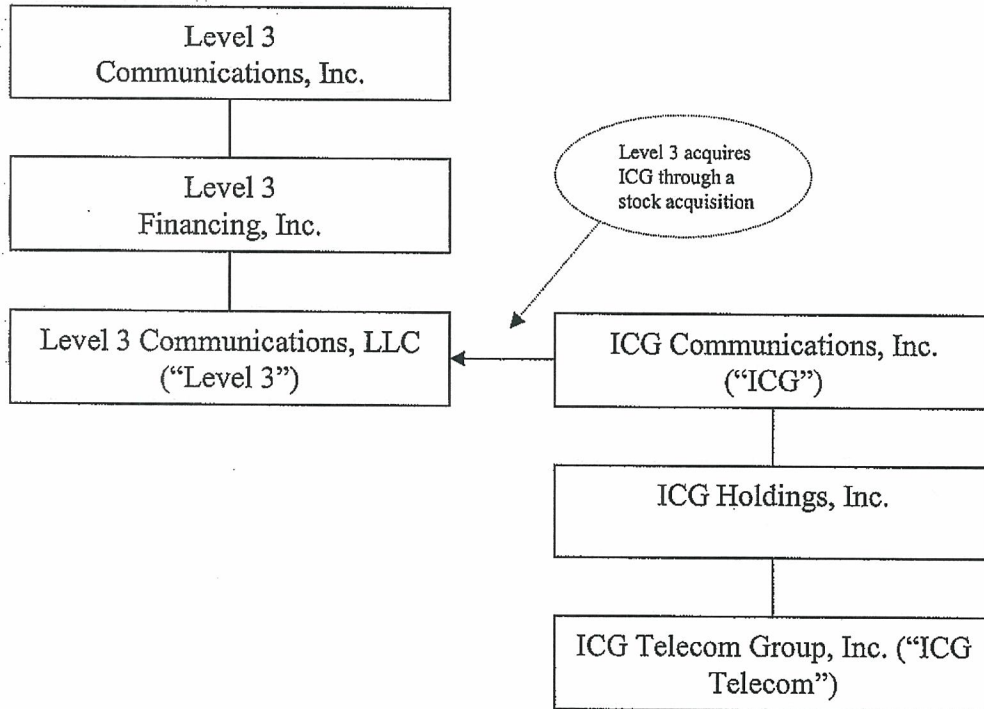 Level 3
Communications, Inc.
Level 3
Financing, Inc.
Level 3 acquires
ICG through a
stock acquisition
Level 3 Communications, LLC
(“Level 3”)
ICG Communications, Inc.
(“ICG”)
ICG Holdings, Inc.
ICG Telecom Group, Inc. (“ICG
Telecom”)